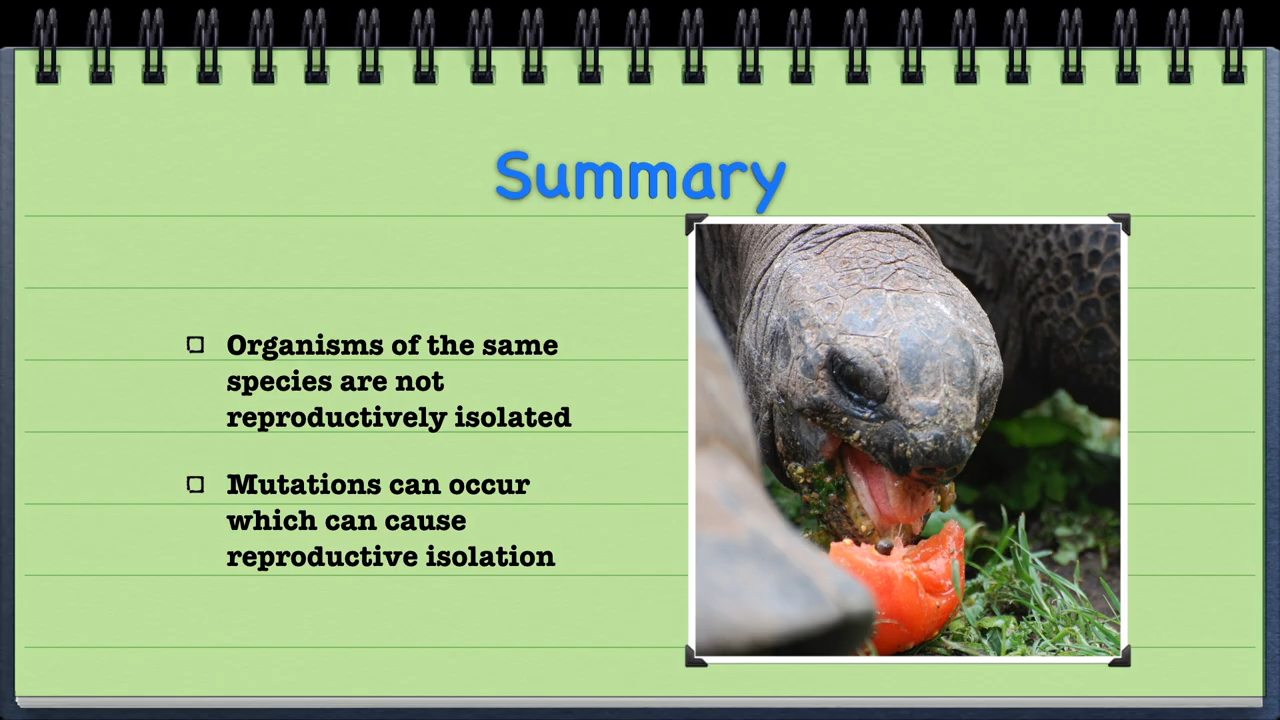 Summary
Organisms of the same
species are not
reproductively isolated
Mutations can occur
which can cause
reproductive isolation